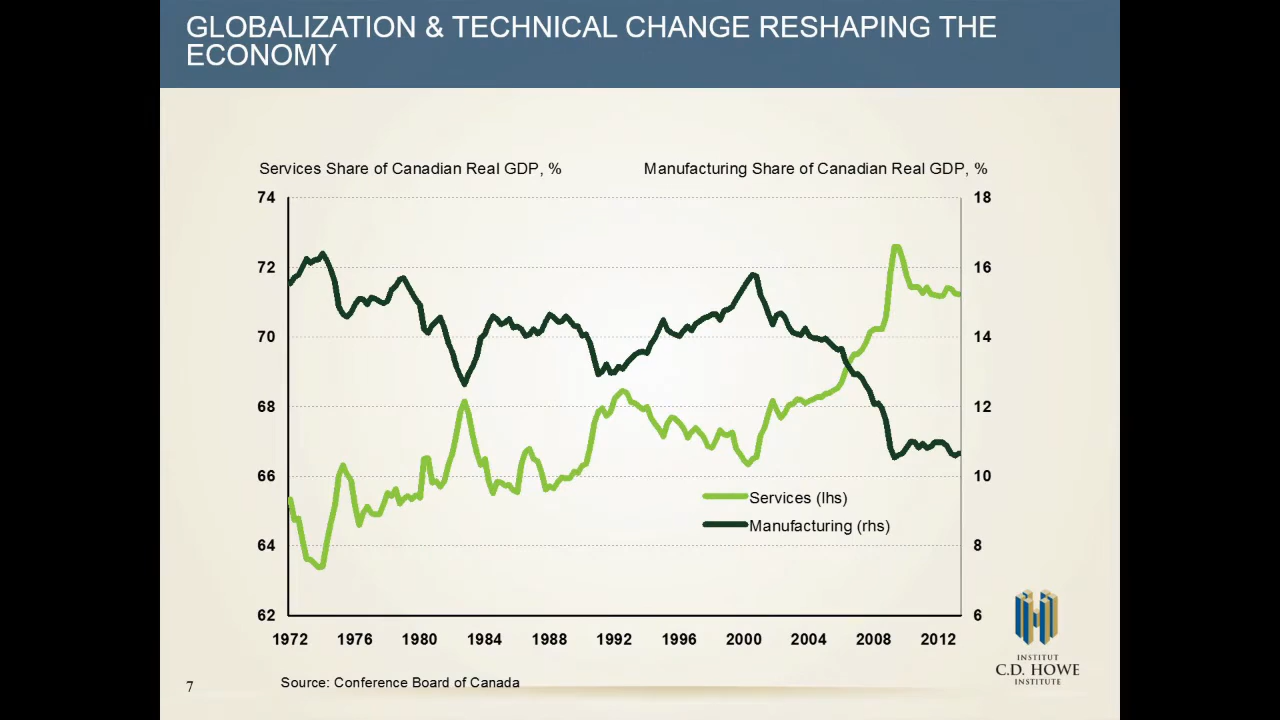 GLOBALIZATION & TECHNICAL CHANGE RESHAPING THE
ECONOMY
Services Share of Canadian Real GDP, %
Manufacturing Share of Canadian Real GDP, %
74
18
72
16
70
14
68
12
66
10
Services (lhs)
Manufacturing (rhs)
64
8
62
6
1972 1976 1980 1984 1988 1992 1996 2000 2004 2008 2012
INSTITUT
C.D. HOWE
INSTITUTE
7
Source: Conference Board of Canada